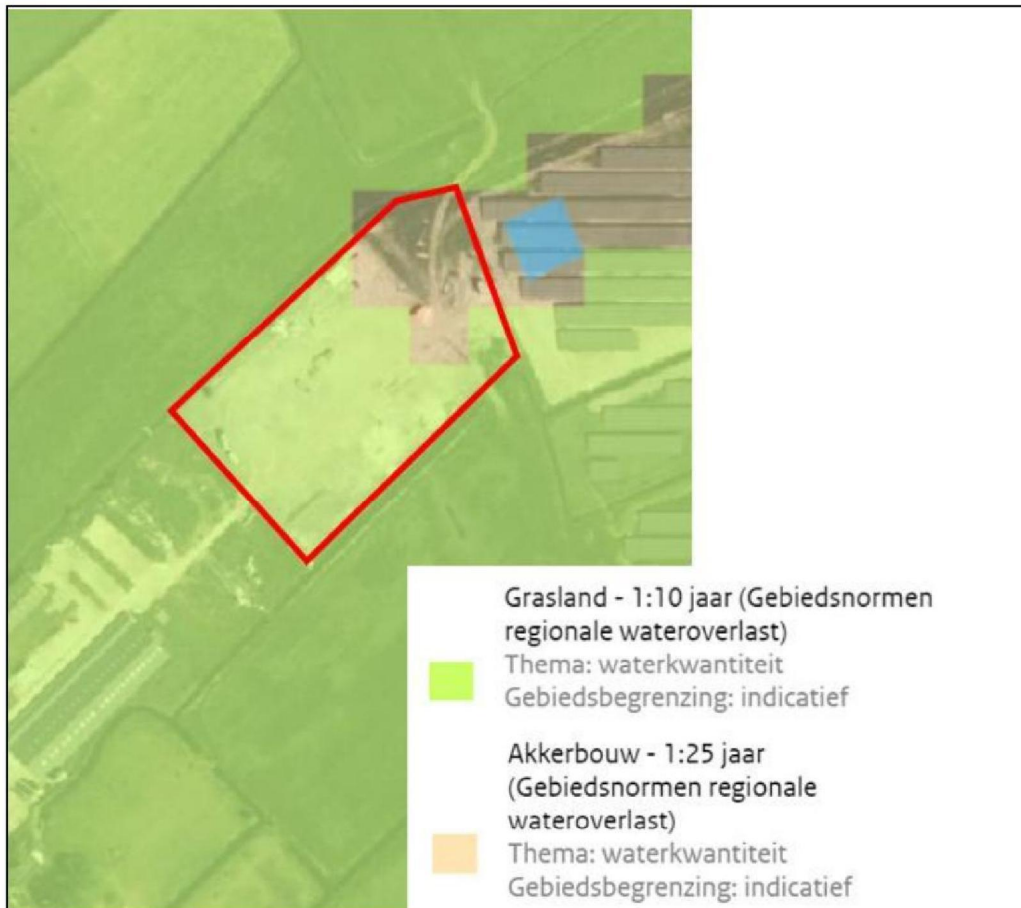 Grasland - 1:10 jaar (Gebiedsnormen
regionale wateroverlast)
Thema: waterkwantiteit
Gebiedsbegrenzing: indicatief
Akkerbouw - 1:25 jaar
(Gebiedsnormen regionale
wateroverlast)
Thema: waterkwantiteit
Gebiedsbegrenzing: indicatief